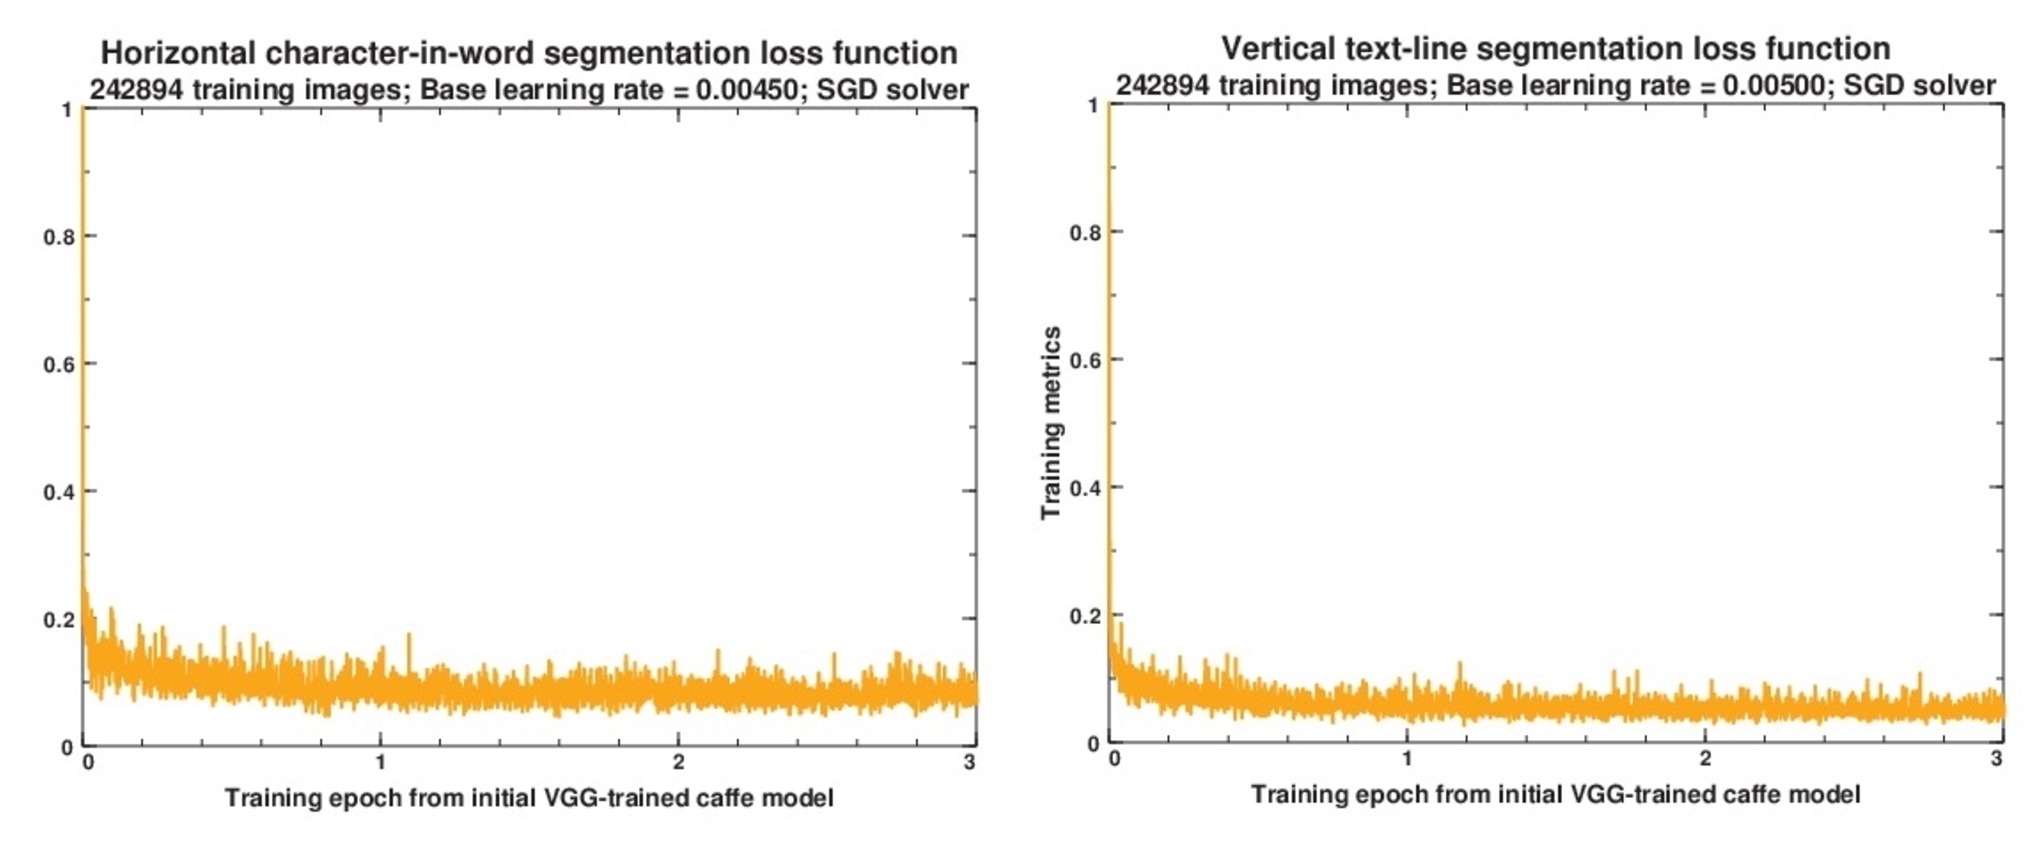 Horizontal character-in-word segmentation loss function
242894 training images; Base learning rate = 0.00450; SGD solver
1
0.8
0.6
0.4
0.2
0
0 1 2 3
Training epoch from initial VGG-trained caffe model
Vertical text-line segmentation loss function
242894 training images; Base learning rate = 0.00500; SGD solver
Training metrics
1
0.8
0.6
0.4
0.2
0
0 1 2 3
Training epoch from initial VGG-trained caffe model